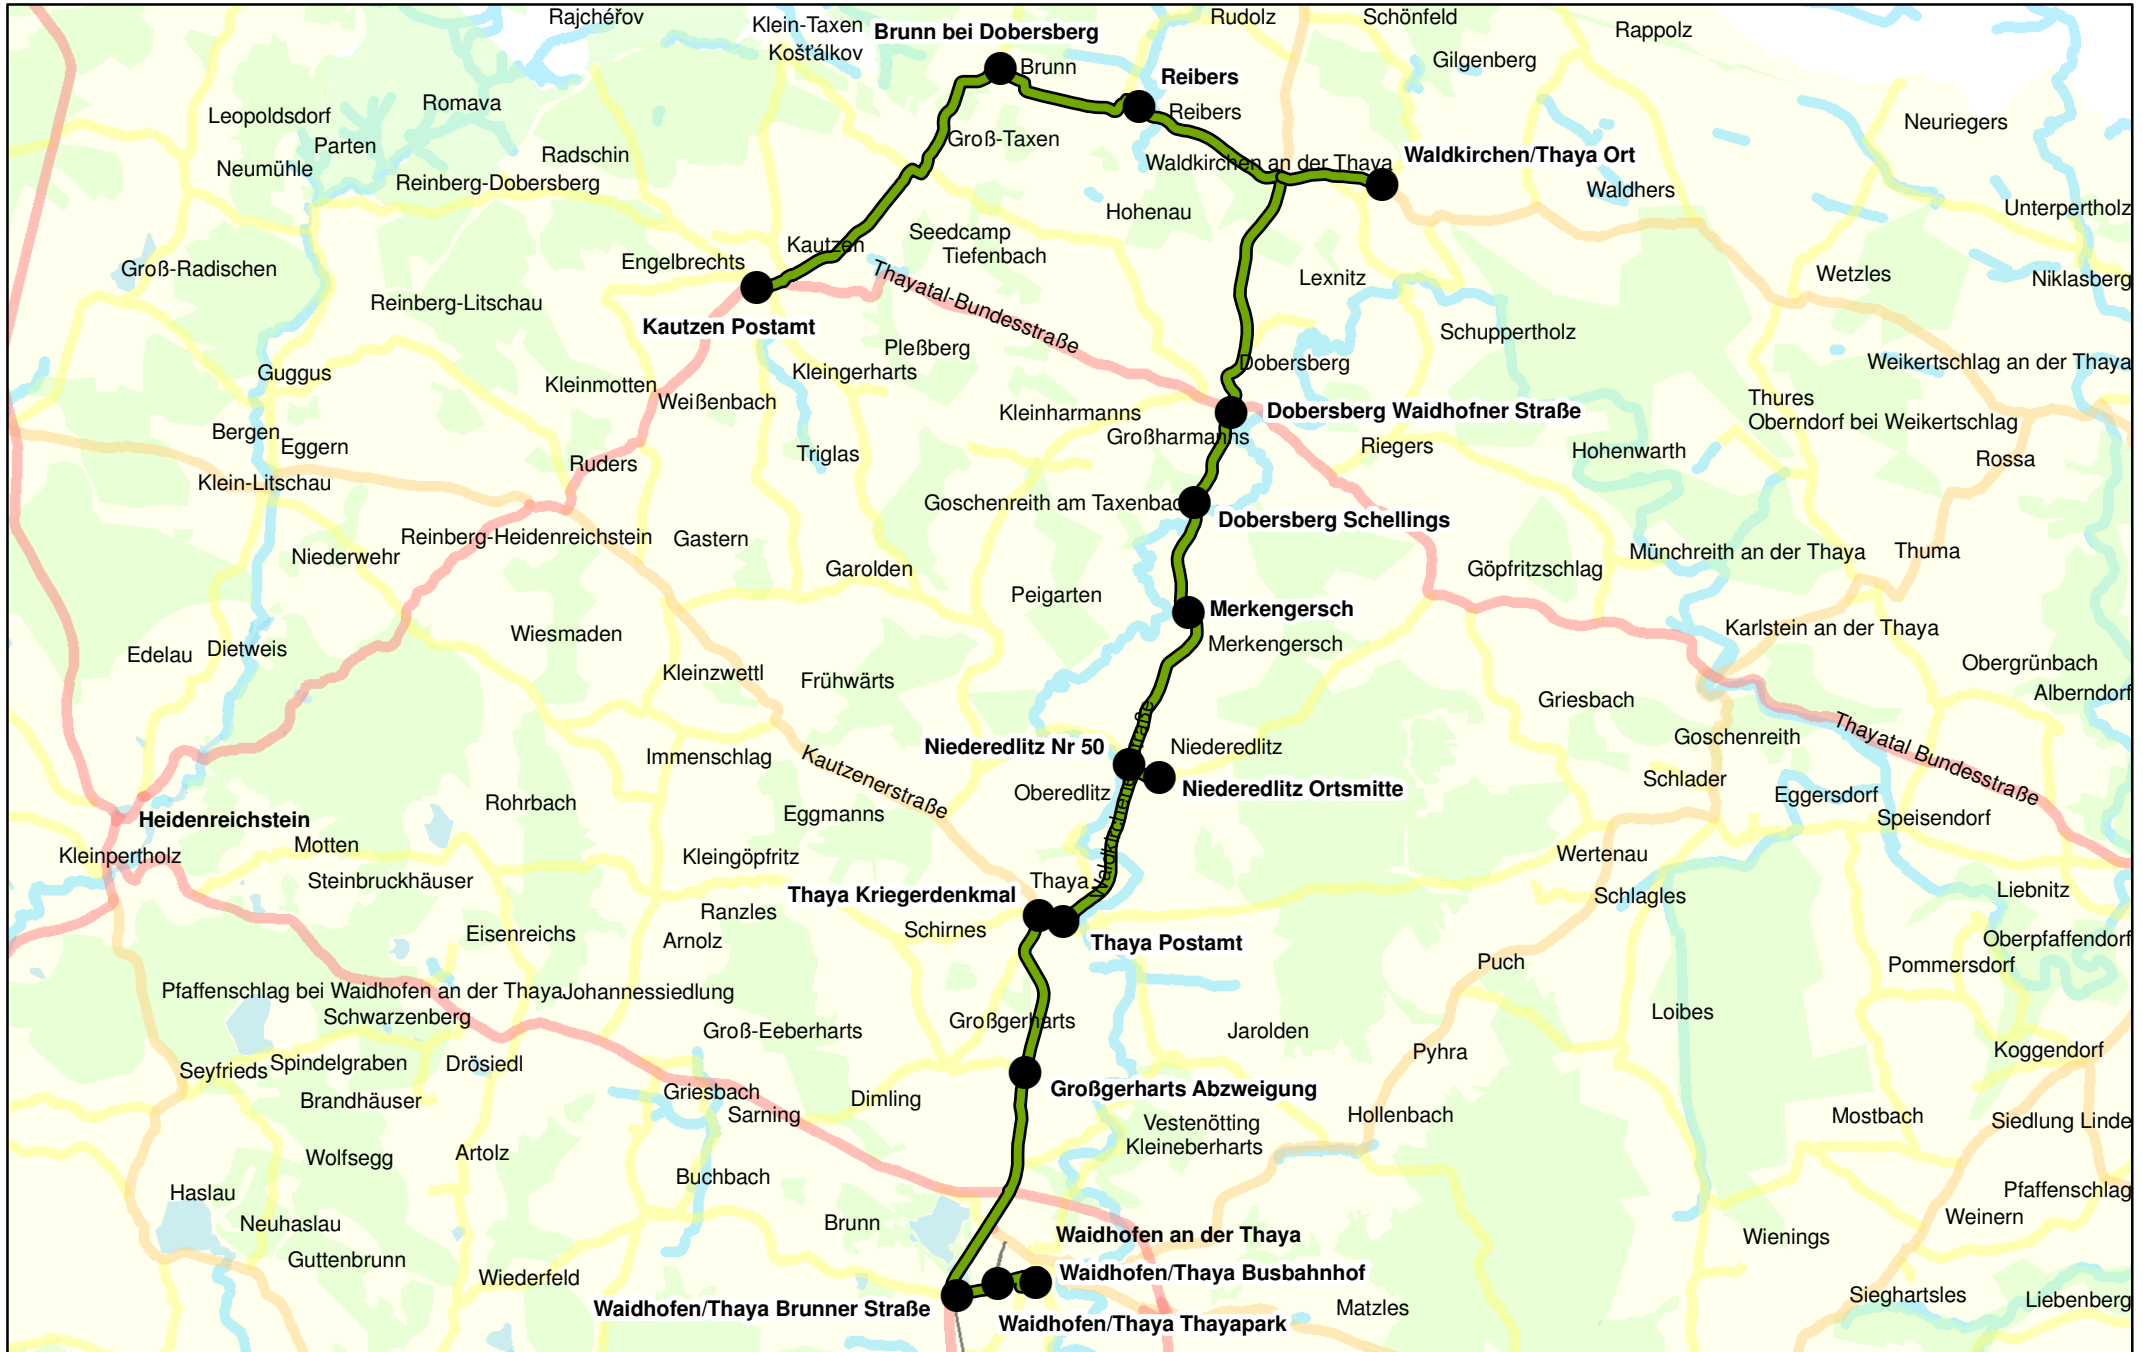 Rajchéřov
Klein-Taxen
Košťálkov
Brunn bei Dobersberg
Brunn
Rudolz
Schönfeld
Rappolz
Gilgenberg
Reibers
Reibers
Leopoldsdorf
Romava
Parten
Neumühle
Radschin
Reinberg-Dobersberg
Groß-Taxen
Waldkirchen an der Thaya
Waldkirchen/Thaya Ort
Waldhers
Neuriegers
Unterpertholz
Hohenau
Seedcamp
Tiefenbach
Kautzen
Engelbrechts
Groß-Radischen
Reinberg-Litschau
Kautzen Postamt
Thayatal-Bundesstraße
Lexnitz
Wetzles
Niklasberg
Schuppertholz
Pleßberg
Kleingerharts
Dobersberg
Weikertschlag an der Thaya
Guggus
Kleinmotten
Weißenbach
Kleinharmanns
Dobersberg Waidhofner Straße
Thures
Oberndorf bei Weikertschlag
Großharmanns
Riegers
Hohenwarth
Rossa
Bergen
Eggern
Triglas
Ruders
Klein-Litschau
Goschenreith am Taxenbac
Dobersberg Schellings
Reinberg-Heidenreichstein
Gastern
Niederwehr
Garolden
Münchreith an der Thaya
Thuma
Göpfritzschlag
Peigarten
Merkengersch
Merkengersch
Wiesmaden
Karlstein an der Thaya
Edelau
Dietweis
Kleinzwettl
Frühwärts
Obergrünbach
Alberndorf
Griesbach
Goschenreith
Thayatal Bundesstraße
Niederedlitz Nr 50
Niederedlitz
Niederedlitz Ortsmitte
Immenschlag
Kautzenerstraße
Oberedlitz
Schlader
Eggersdorf
Speisendorf
Rohrbach
Eggmanns
Heidenreichstein
Motten
Kleinpertholz
Steinbruckhäuser
Kleingöpfritz
Wertenau
Thaya
Thaya Kriegerdenkmal
Schlagles
Liebnitz
Ranzles
Schirnes
Eisenreichs
Arnolz
Thaya Postamt
Oberpfaffendorf
Puch
Pommersdorf
Pfaffenschlag bei Waidhofen an der Thaya
Johannessiedlung
Schwarzenberg
Groß-Eeberharts
Großgerharts
Jarolden
Loibes
Pyhra
Koggendorf
Seyfrieds
Spindelgraben
Drösiedl
Brandhäuser
Griesbach
Sarning
Dimling
Großgerharts Abzweigung
Vestenötting
Kleineberharts
Hollenbach
Mostbach
Siedlung Linde
Wolfsegg
Artolz
Buchbach
Haslau
Neuhaslau
Guttenbrunn
Brunn
Pfaffenschlag
Weinern
Wienings
Waidhofen an der Thaya
Waidhofen/Thaya Busbahnhof
Wiederfeld
Waidhofen/Thaya Brunner Straße
Waidhofen/Thaya Thayapark
Matzles
Sieghartsles
Liebenberg